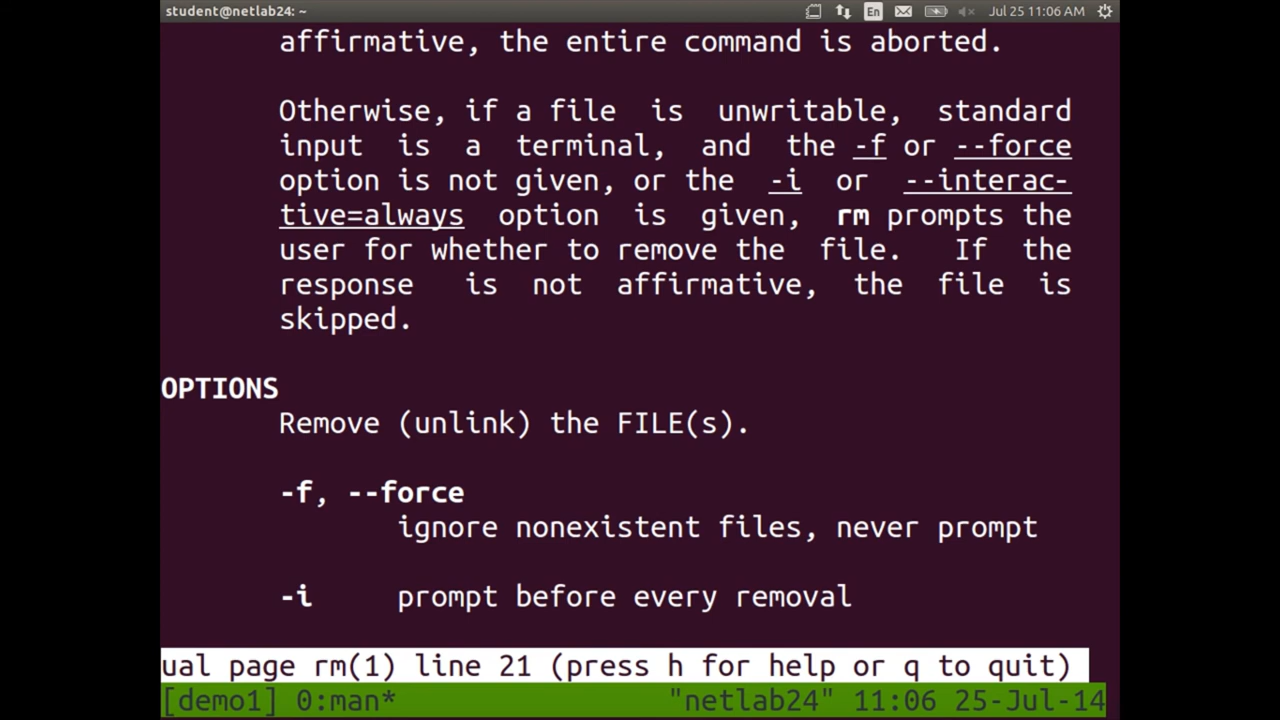 student@netlab24: ~ En Jul 25 11:06 AM
affirmative, the entire command is aborted.
Otherwise, if a file is unwritable, standard
input is a terminal, and the -f or --force
option is not given, or the -i or --interac-
tive=always option is given, rm prompts the
user for whether to remove the file. If the
response is not affirmative, the file is
skipped.
OPTIONS
Remove (unlink) the FILE(s).
-f, --force
ignore nonexistent files, never prompt
-i prompt before every removal
ual page rm(1) line 21 (press h for help or q to quit)
[demo1] 0:man* "netlab24" 11:06 25-Jul-14